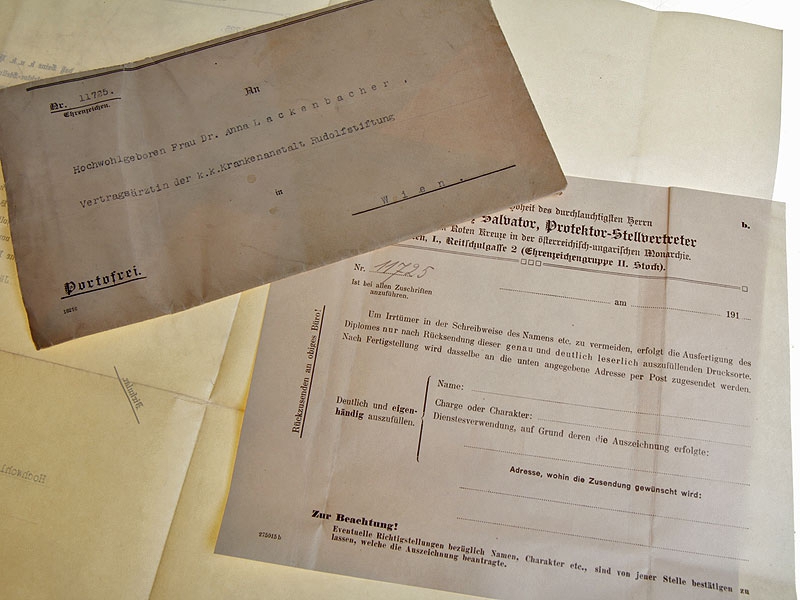 Nr. 11725.
Ehrenzeichen.
An
Hochwohlgeboren Frau Dr. Anna Lackenbacher,
Vertragsärztin der k.k.Krankenanstalt Rudolfstiftung
in
Wien.
Portofrei.
b.
Hoheit des durchlauchtigsten Herrn
Salvator, Protektor-Stellvertreter
Roten Kreuze in der österreichisch-ungarischen Monarchie.
I., Reitschulgasse 2 (Ehrenzeichengruppe II. Stock).
Nr. 11725
Ist bei allen Zuschriften
anzuführen.
am 191
Um Irrtümer in der Schreibweise des Namens etc. zu vermeiden, erfolgt die Ausfertigung des
Diplomes nur nach Rücksendung dieser genau und deutlich leserlich auszufüllenden Drucksorte.
Nach Fertigstellung wird dasselbe an die unten angegebene Adresse per Post zugesendet werden.
Rückzusenden an obiges Büro!
Deutlich und eigen-
händig auszufüllen.
Name:
Charge oder Charakter:
Dienstesverwendung, auf Grund deren die Auszeichnung erfolgte:
Adresse, wohin die Zusendung gewünscht wird:
Zur Beachtung!
Eventuelle Richtigstellungen bezüglich Namen, Charakter etc., sind von jener Stelle bestätigen zu
lassen, welche die Auszeichnung beantragte.
275015 b